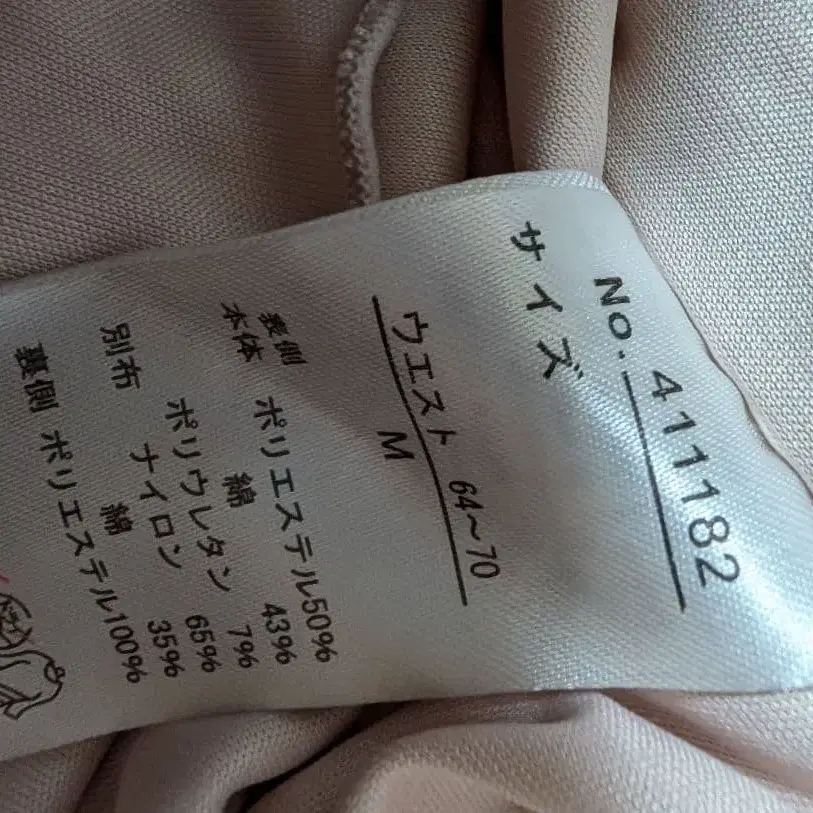 No. 411182
サイズ
ウエスト 64～70
M
表側
本体 ポリエステル50%
綿 43%
ポリウレタン 7%
別布 ナイロン 65%
綿 35%
裏側 ポリエステル100%